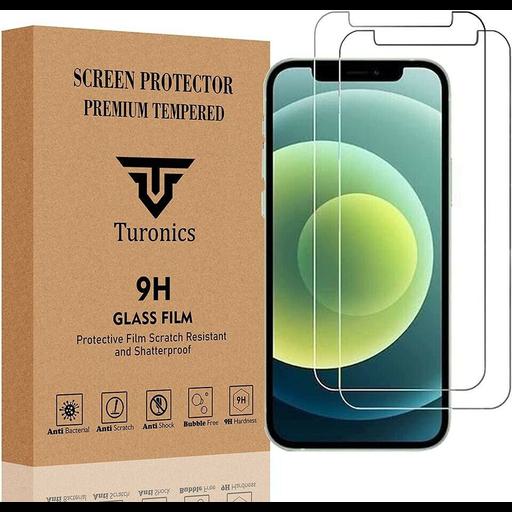 SCREEN PROTECTOR
PREMIUM TEMPERED
Turonics
9H
GLASS FILM
Protective Film Scratch Resistant
and Shatterproof
9H
Anti Bacterial
Anti Scratch
Anti Shock
Bubble Free
9H Hardness